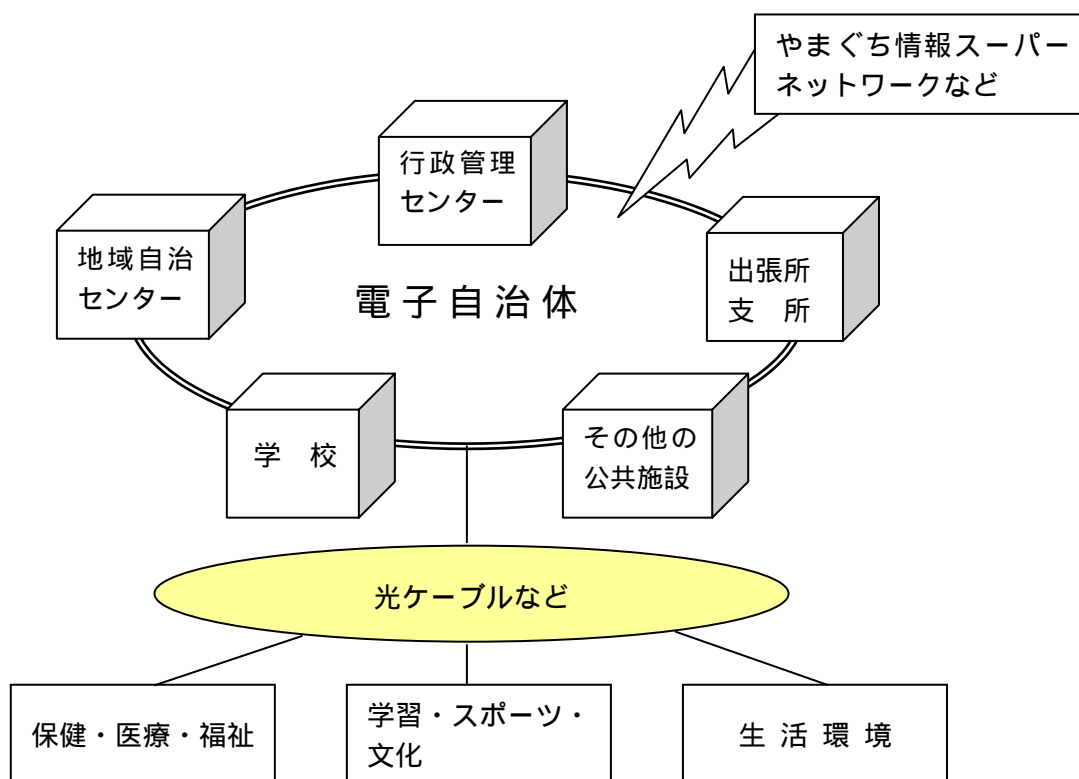 やまぐち情報スーパー
ネットワークなど
行政管理
センター
地域自治
センター
出張所
支　所
電子自治体
学　校
その他の
公共施設
光ケーブルなど
保健・医療・福祉
学習・スポーツ・
文化
生活環境